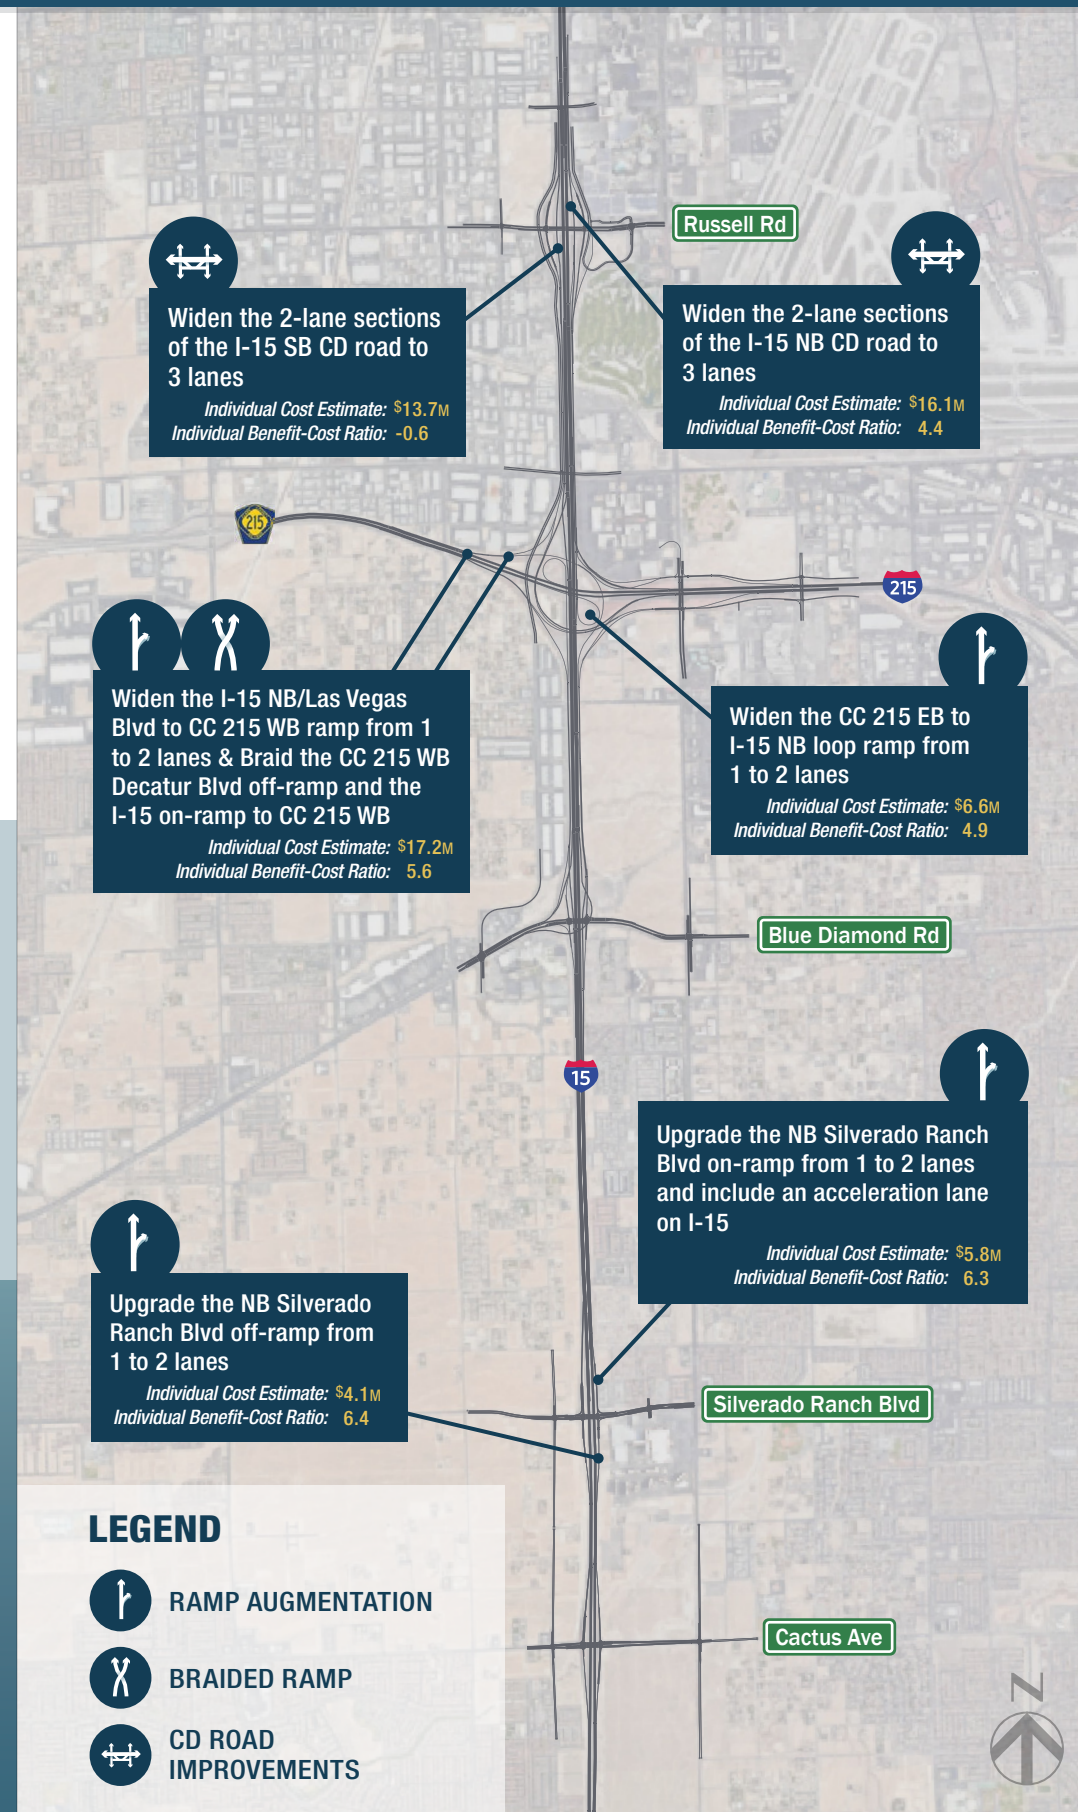 Russell Rd
Widen the 2-lane sections
of the I-15 SB CD road to
3 lanes
Individual Cost Estimate: $13.7M
Individual Benefit-Cost Ratio: -0.6
Widen the 2-lane sections
of the I-15 NB CD road to
3 lanes
Individual Cost Estimate: $16.1M
Individual Benefit-Cost Ratio: 4.4
215
215
Widen the I-15 NB/Las Vegas
Blvd to CC 215 WB ramp from 1
to 2 lanes & Braid the CC 215 WB
Decatur Blvd off-ramp and the
I-15 on-ramp to CC 215 WB
Individual Cost Estimate: $17.2M
Individual Benefit-Cost Ratio: 5.6
Widen the CC 215 EB to
I-15 NB loop ramp from
1 to 2 lanes
Individual Cost Estimate: $6.6M
Individual Benefit-Cost Ratio: 4.9
Blue Diamond Rd
15
Upgrade the NB Silverado Ranch
Blvd on-ramp from 1 to 2 lanes
and include an acceleration lane
on I-15
Individual Cost Estimate: $5.8M
Individual Benefit-Cost Ratio: 6.3
Upgrade the NB Silverado
Ranch Blvd off-ramp from
1 to 2 lanes
Individual Cost Estimate: $4.1M
Individual Benefit-Cost Ratio: 6.4
Silverado Ranch Blvd
LEGEND
RAMP AUGMENTATION
BRAIDED RAMP
CD ROAD
IMPROVEMENTS
Cactus Ave
N